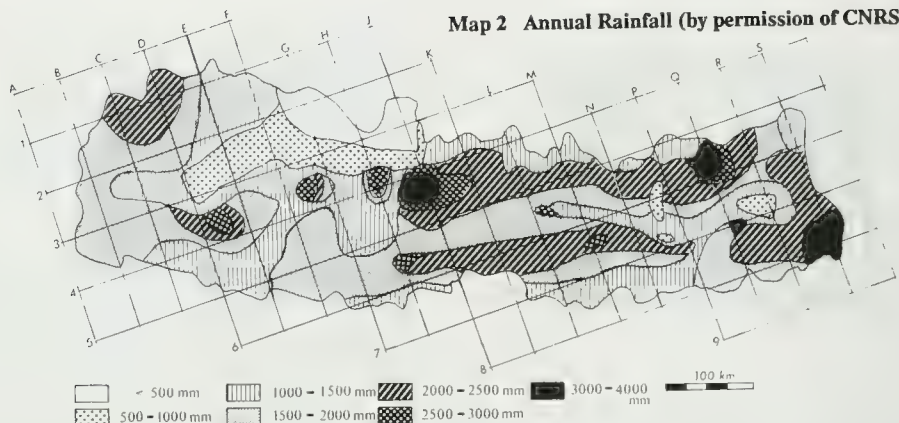 Map 2 Annual Rainfall (by permission of CNRS
A B C D E F G H J K L M N P Q R S
1
2
3
4
5
6
7
8
9
< 500 mm
1000 - 1500 mm
2000 - 2500 mm
3000 - 4000
mm
500 - 1000 mm
1500 - 2000 mm
2500 - 3000 mm
100 km